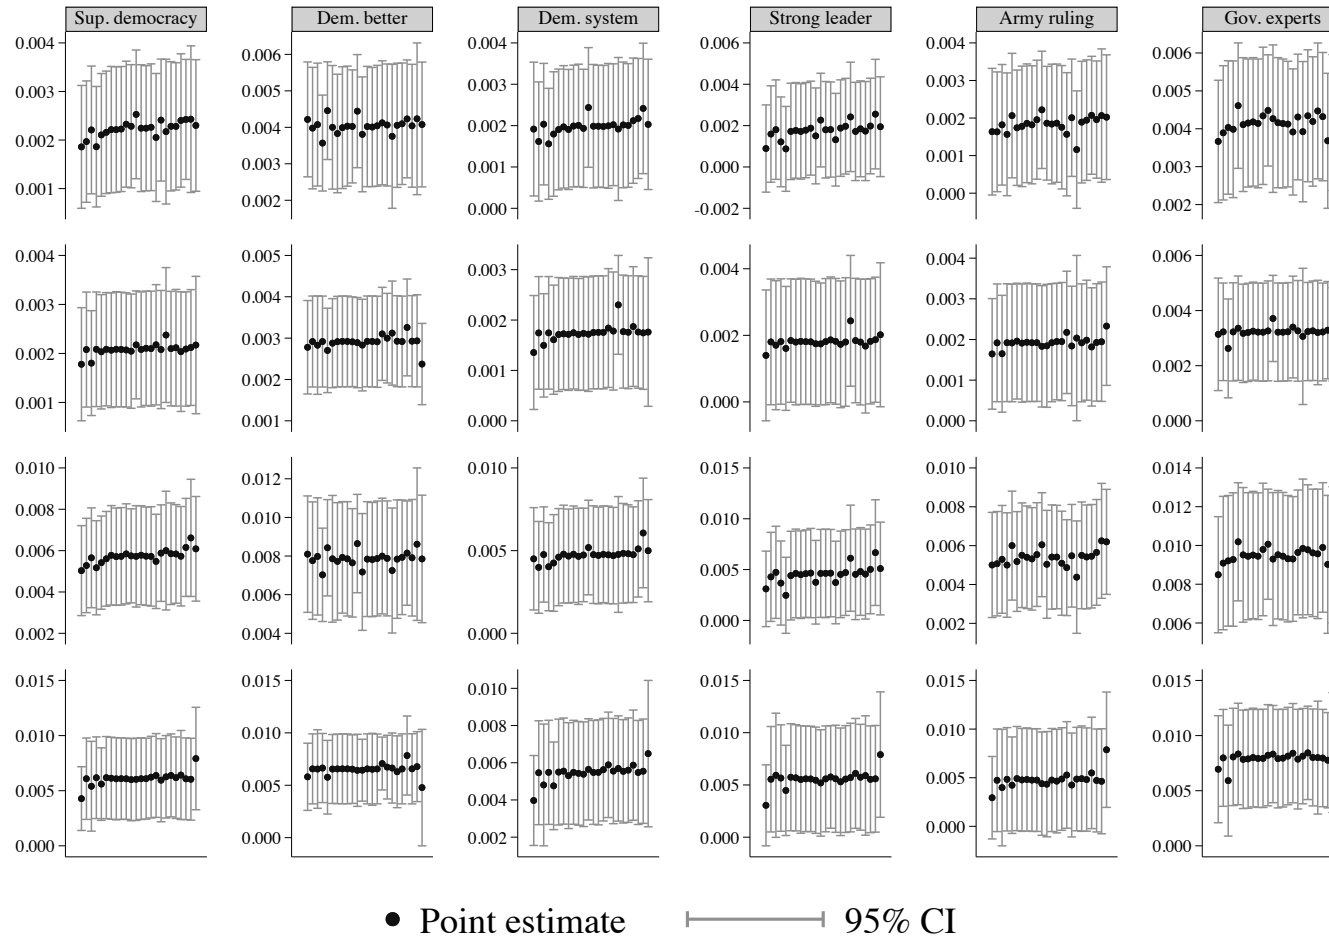 Sup. democracy Dem. better Dem. system Strong leader Army ruling Gov. experts
0.004 0.006 0.004 0.006 0.004 0.006
0.003 0.005 0.003 0.004 0.003 0.005
0.002 0.004 0.002 0.002 0.002 0.004
0.001 0.003 0.001 0.000 0.001 0.003
0.002 0.000 -0.002 0.000 0.002
0.004 0.005 0.003 0.004 0.004 0.006
0.003 0.004 0.002 0.002 0.003 0.004
0.002 0.003 0.001 0.000 0.002 0.002
0.001 0.002 0.000 0.001 0.000
0.001 0.000
0.010 0.012 0.010 0.015 0.010 0.014
0.008 0.010 0.005 0.010 0.008 0.012
0.006 0.008 0.000 0.005 0.006 0.010
0.004 0.006 0.000 0.004 0.008
0.002 0.004 0.002 0.006
0.015 0.015 0.010 0.015 0.015 0.015
0.010 0.010 0.008 0.010 0.010 0.010
0.005 0.005 0.006 0.005 0.005 0.005
0.000 0.000 0.004 0.000 0.000 0.000
0.002
Point estimate 95% CI